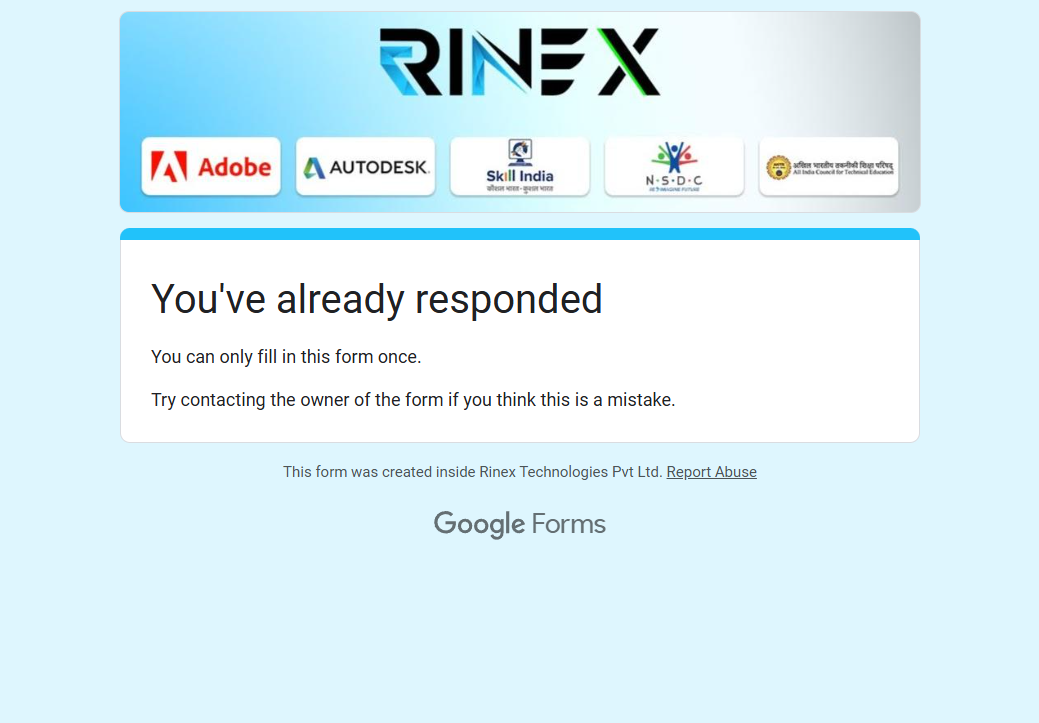 RINEX
Adobe
AUTODESK.
Skill India
कौशल भारत - कुशल भारत
N·S·D·C
अखिल भारतीय तकनीकी शिक्षा परिषद्
All India Council for Technical Education
You've already responded
You can only fill in this form once.
Try contacting the owner of the form if you think this is a mistake.
This form was created inside Rinex Technologies Pvt Ltd. Report Abuse
Google Forms